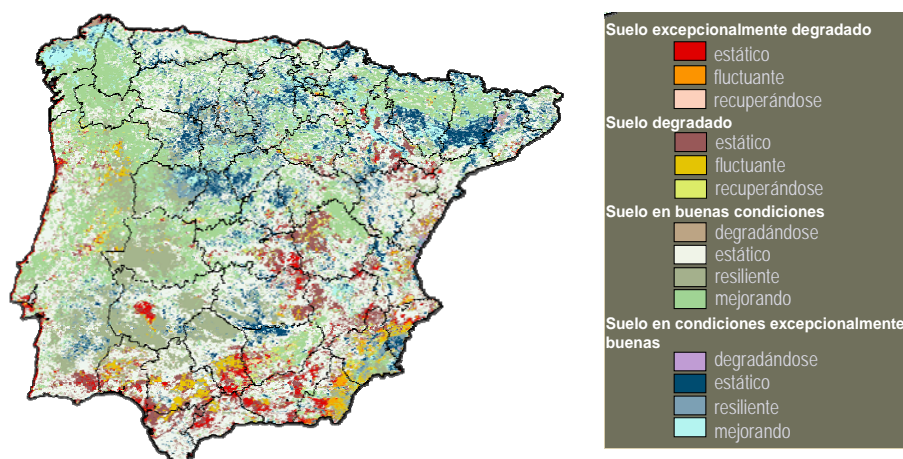 Suelo excepcionalmente degradado
estático
fluctuante
recuperándose
Suelo degradado
estático
fluctuante
recuperándose
Suelo en buenas condiciones
degradándose
estático
resiliente
mejorando
Suelo en condiciones excepcionalmente
buenas
degradándose
estático
resiliente
mejorando